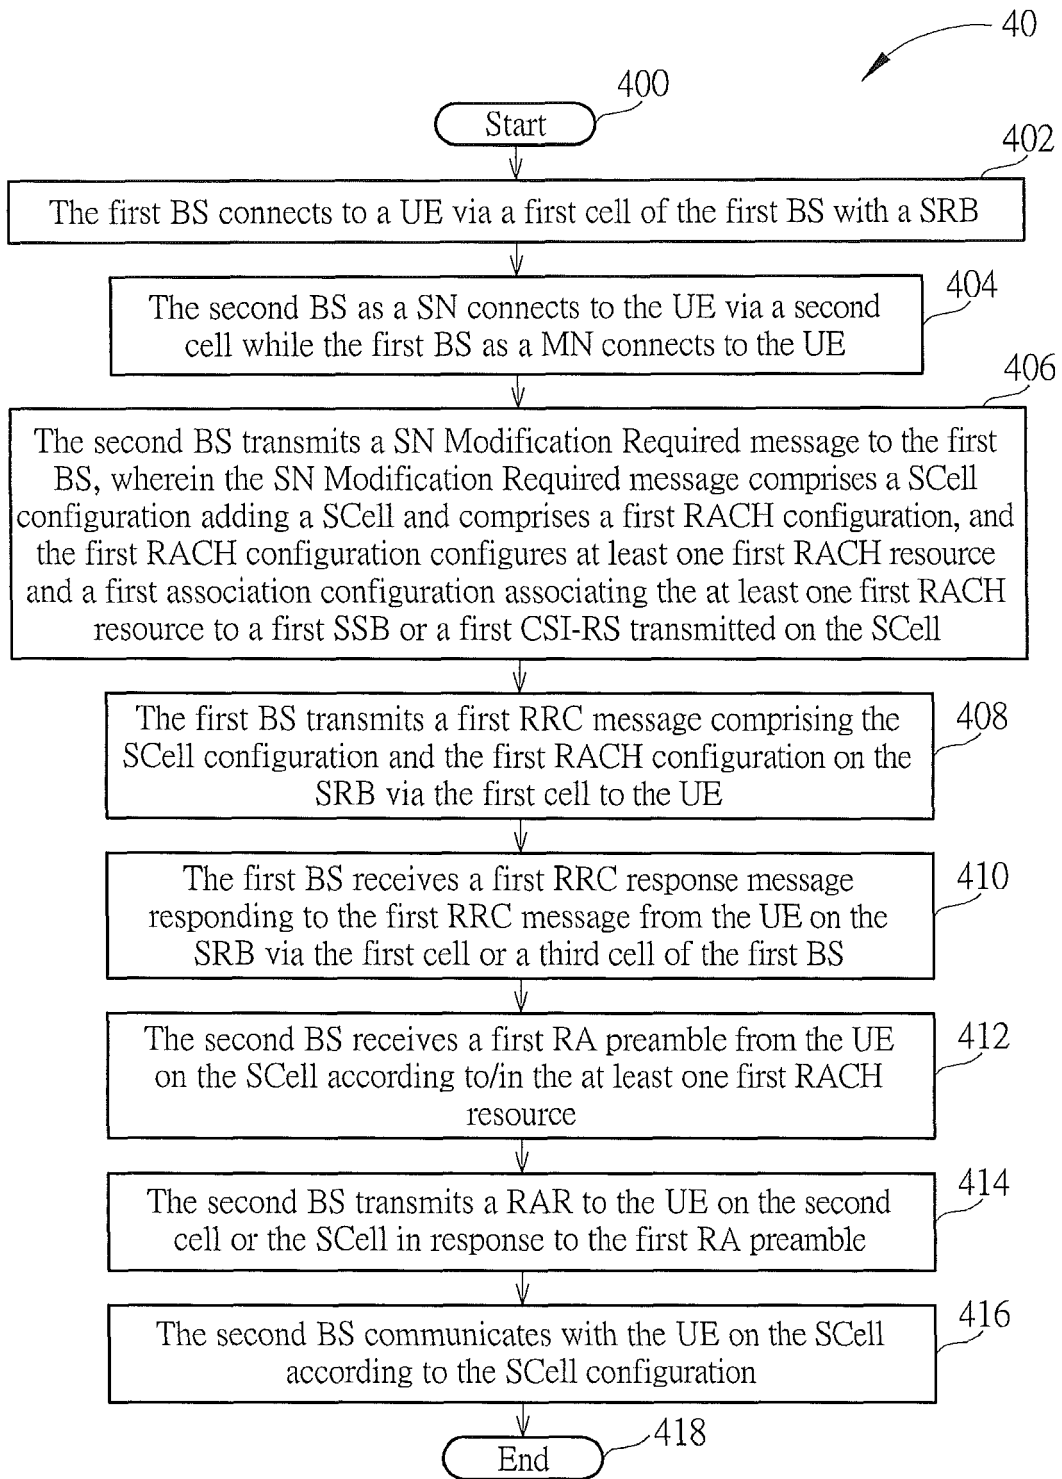 40
400
Start
402
The first BS connects to a UE via a first cell of the first BS with a SRB
404
The second BS as a SN connects to the UE via a second
cell while the first BS as a MN connects to the UE
406
The second BS transmits a SN Modification Required message to the first
BS, wherein the SN Modification Required message comprises a SCell
configuration adding a SCell and comprises a first RACH configuration, and
the first RACH configuration configures at least one first RACH resource
and a first association configuration associating the at least one first RACH
resource to a first SSB or a first CSI-RS transmitted on the SCell
408
The first BS transmits a first RRC message comprising the
SCell configuration and the first RACH configuration on the
SRB via the first cell to the UE
410
The first BS receives a first RRC response message
responding to the first RRC message from the UE on the
SRB via the first cell or a third cell of the first BS
412
The second BS receives a first RA preamble from the UE
on the SCell according to/in the at least one first RACH
resource
414
The second BS transmits a RAR to the UE on the second
cell or the SCell in response to the first RA preamble
416
The second BS communicates with the UE on the SCell
according to the SCell configuration
End
418